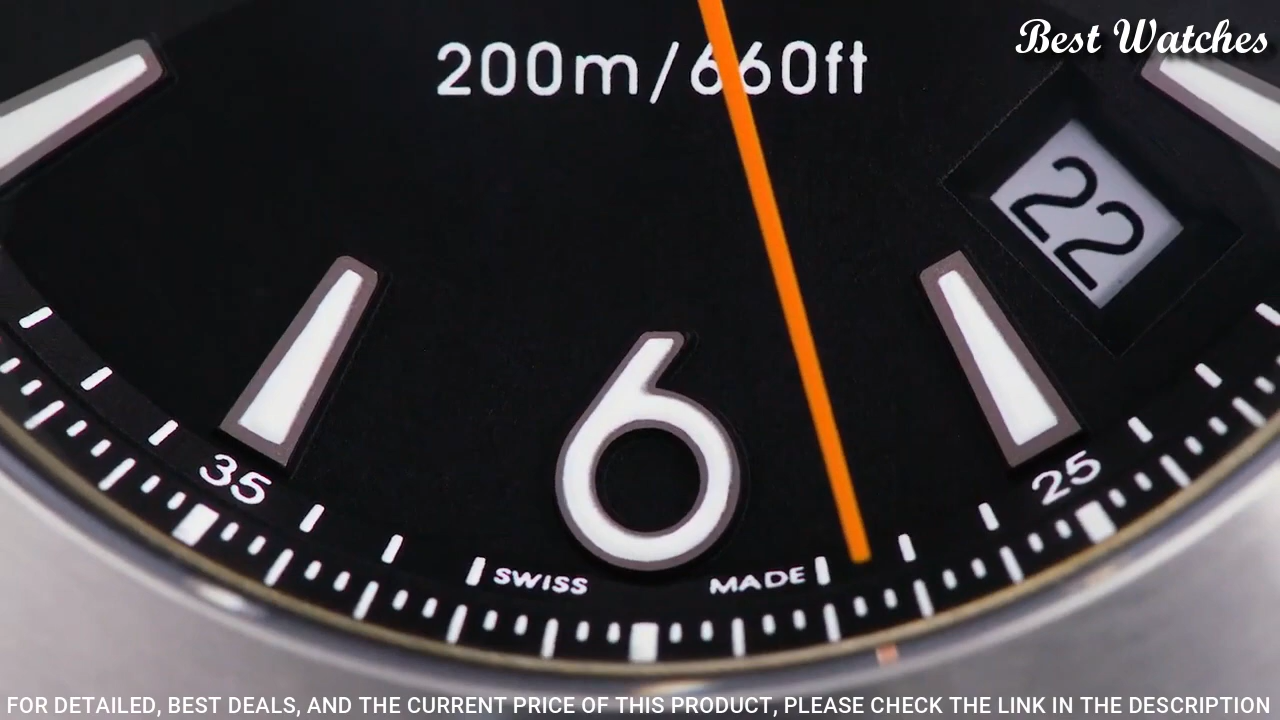 Best Watches
200m/660ft
22
6
35
25
SWISS MADE
FOR DETAILED, BEST DEALS, AND THE CURRENT PRICE OF THIS PRODUCT, PLEASE CHECK THE LINK IN THE DESCRIPTION